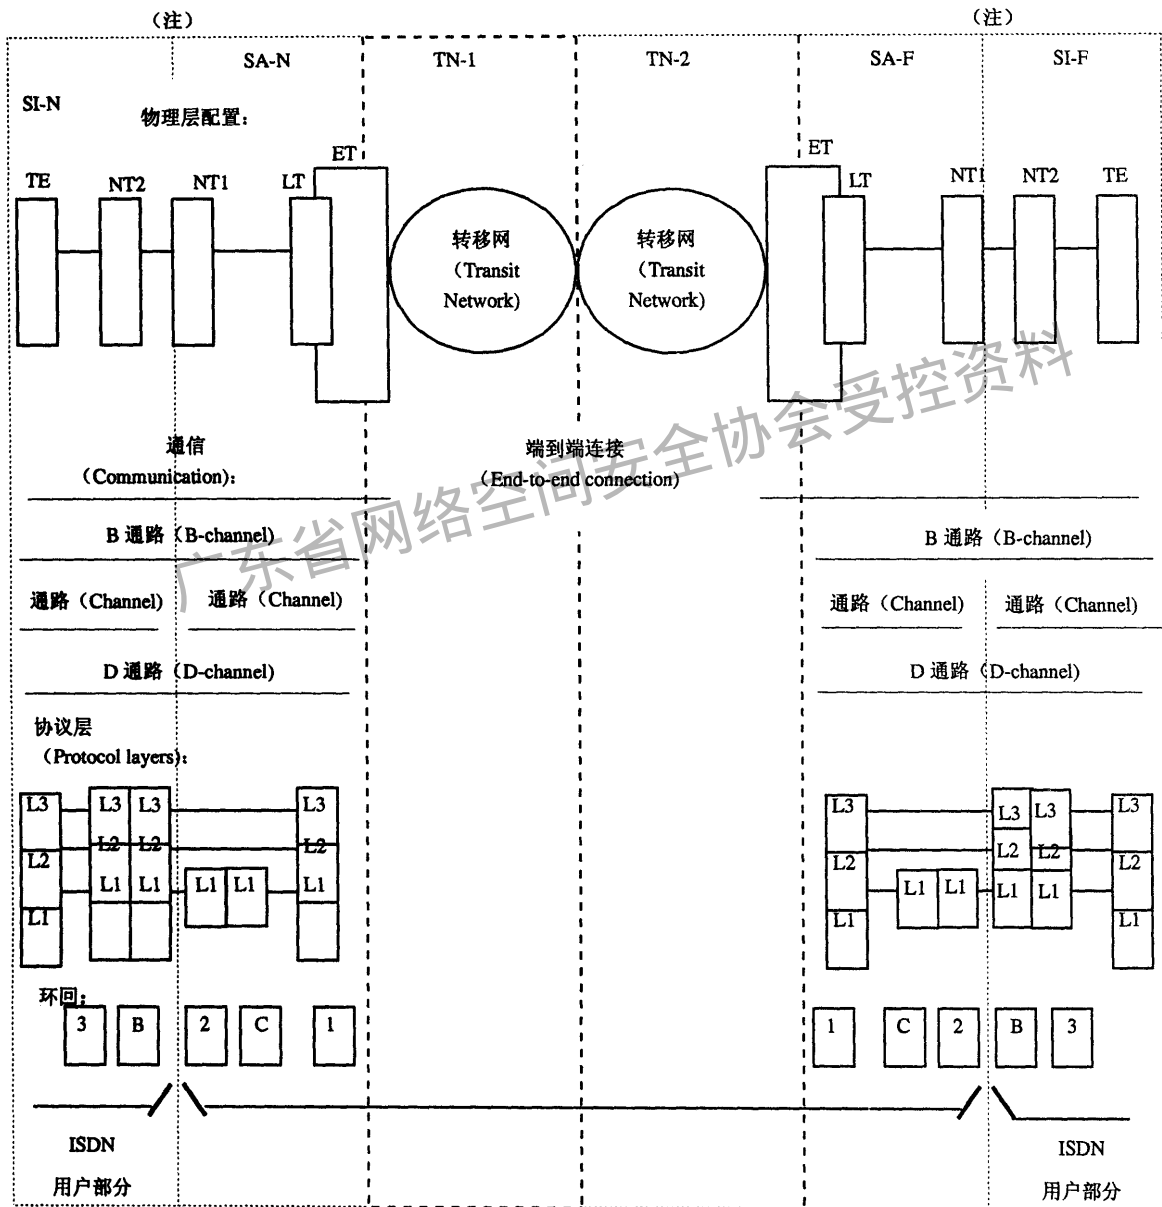 （注） （注）
SA-N TN-1 TN-2 SA-F SI-F
SI-N
物理层配置：
ET ET
TE NT2 NT1 LT LT NT1 NT2 TE
转移网 转移网
（Transit （Transit
Network) Network)
通信 端到端连接
（Communication)： （End-to-end connection)
B 通路（B-channel) B 通路（B-channel)
通路（Channel) 通路（Channel) 通路（Channel) 通路（Channel)
D 通路（D-channel) D 通路（D-channel)
协议层
（Protocol layers)：
L3 L3 L3 L3 L3 L3 L3 L3
L2 L2 L2 L2 L2 L2 L2 L2
L1 L1 L1 L1 L1 L1 L1 L1 L1 L1 L1 L1
环回：
3 B 2 C 1 1 C 2 B 3
ISDN ISDN
用户部分 用户部分
广东省网络空间安全协会受控资料